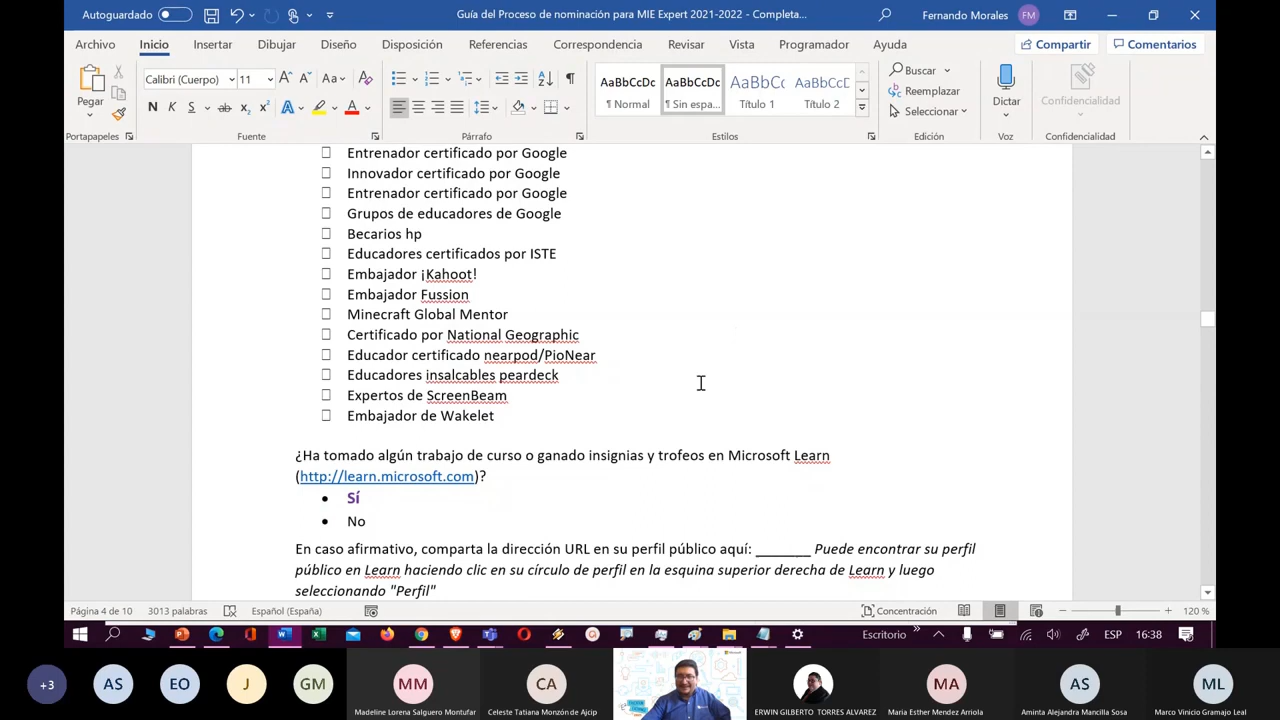 Autoguardado
Guía del Proceso de nominación para MIE Expert 2021-2022 - Completa...
Fernando Morales
FM
Archivo Inicio Insertar Dibujar Diseño Disposición Referencias Correspondencia Revisar Vista Programador Ayuda
Compartir Comentarios
Pegar
Calibri (Cuerpo) 11
N K S ab x₂ x²
AaBbCcDc AaBbCcDc AaBbCc AaBbCcD
¶ Normal ¶ Sin espa... Título 1 Título 2
Buscar
Reemplazar
Seleccionar
Dictar
Confidencialidad
Portapapeles Fuente Párrafo Estilos Edición Voz Confidencialidad
Entrenador certificado por Google
Innovador certificado por Google
Entrenador certificado por Google
Grupos de educadores de Google
Becarios hp
Educadores certificados por ISTE
Embajador ¡Kahoot!
Embajador Fussion
Minecraft Global Mentor
Certificado por National Geographic
Educador certificado nearpod/PioNear
Educadores insalcables peardeck
Expertos de ScreenBeam
Embajador de Wakelet
¿Ha tomado algún trabajo de curso o ganado insignias y trofeos en Microsoft Learn
(http://learn.microsoft.com)?
• Sí
• No
En caso afirmativo, comparta la dirección URL en su perfil público aquí: _______ Puede encontrar su perfil
público en Learn haciendo clic en su círculo de perfil en la esquina superior derecha de Learn y luego
seleccionando "Perfil"
Página 4 de 10 3013 palabras Español (España) Concentración 120 %
Escritorio ESP 16:38
+3 AS EO J GM MM CA MA AS ML
Madeline Lorena Salguero Montufar Celeste Tatiana Monzón de Ajcip ERWIN GILBERTO TORRES ALVAREZ Maria Esther Mendez Arriola Aminta Alejandra Mancilla Sosa Marco Vinicio Gramajo Leal